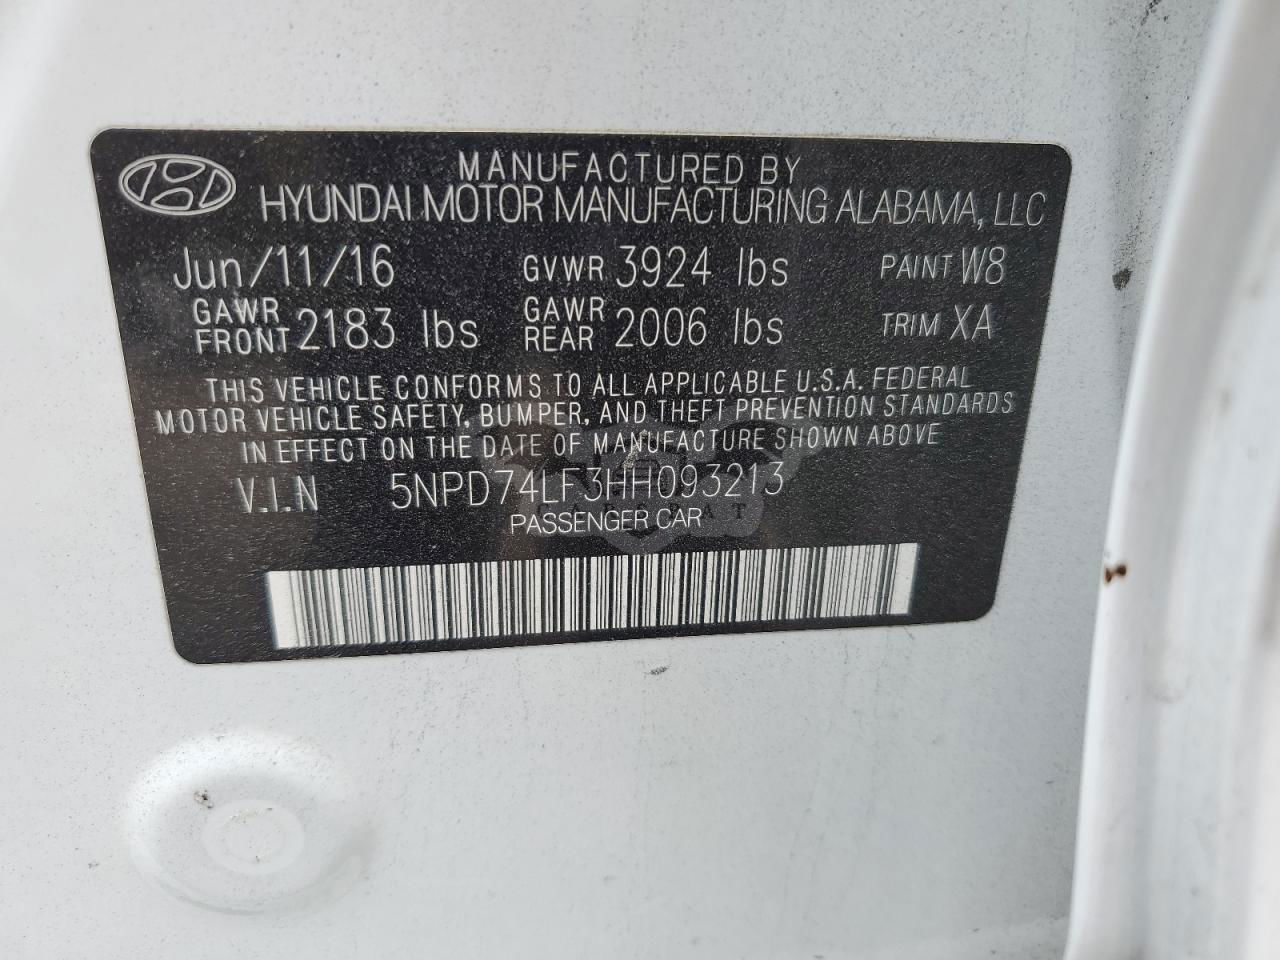 MANUFACTURED BY
HYUNDAI MOTOR MANUFACTURING ALABAMA, LLC
Jun/11/16 GVWR 3924 lbs PAINT W8
GAWR FRONT 2183 lbs GAWR REAR 2006 lbs TRIM XA
THIS VEHICLE CONFORMS TO ALL APPLICABLE U.S.A. FEDERAL
MOTOR VEHICLE SAFETY, BUMPER, AND THEFT PREVENTION STANDARDS
IN EFFECT ON THE DATE OF MANUFACTURE SHOWN ABOVE
V.I.N 5NPD74LF3HH093213
PASSENGER CAR